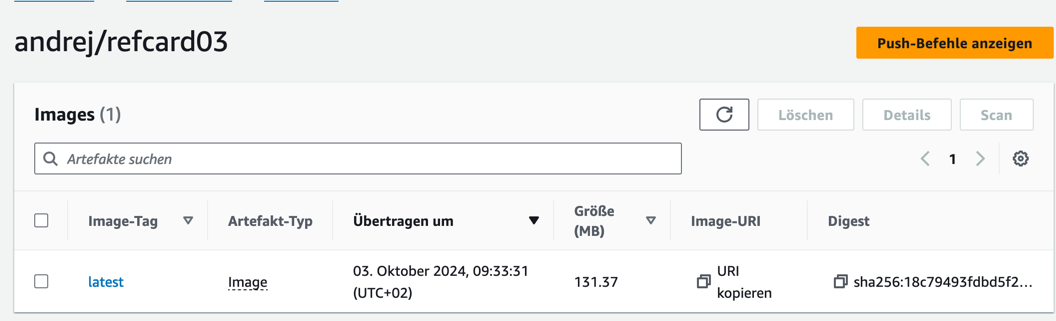 andrej/refcard03
Push-Befehle anzeigen
Images (1)
Löschen
Details
Scan
Artefakte suchen
1
Image-Tag
Artefakt-Typ
Übertragen um
Größe
(MB)
Image-URI
Digest
latest
Image
03. Oktober 2024, 09:33:31
(UTC+02)
131.37
URI
kopieren
sha256:18c79493fdbd5f2...